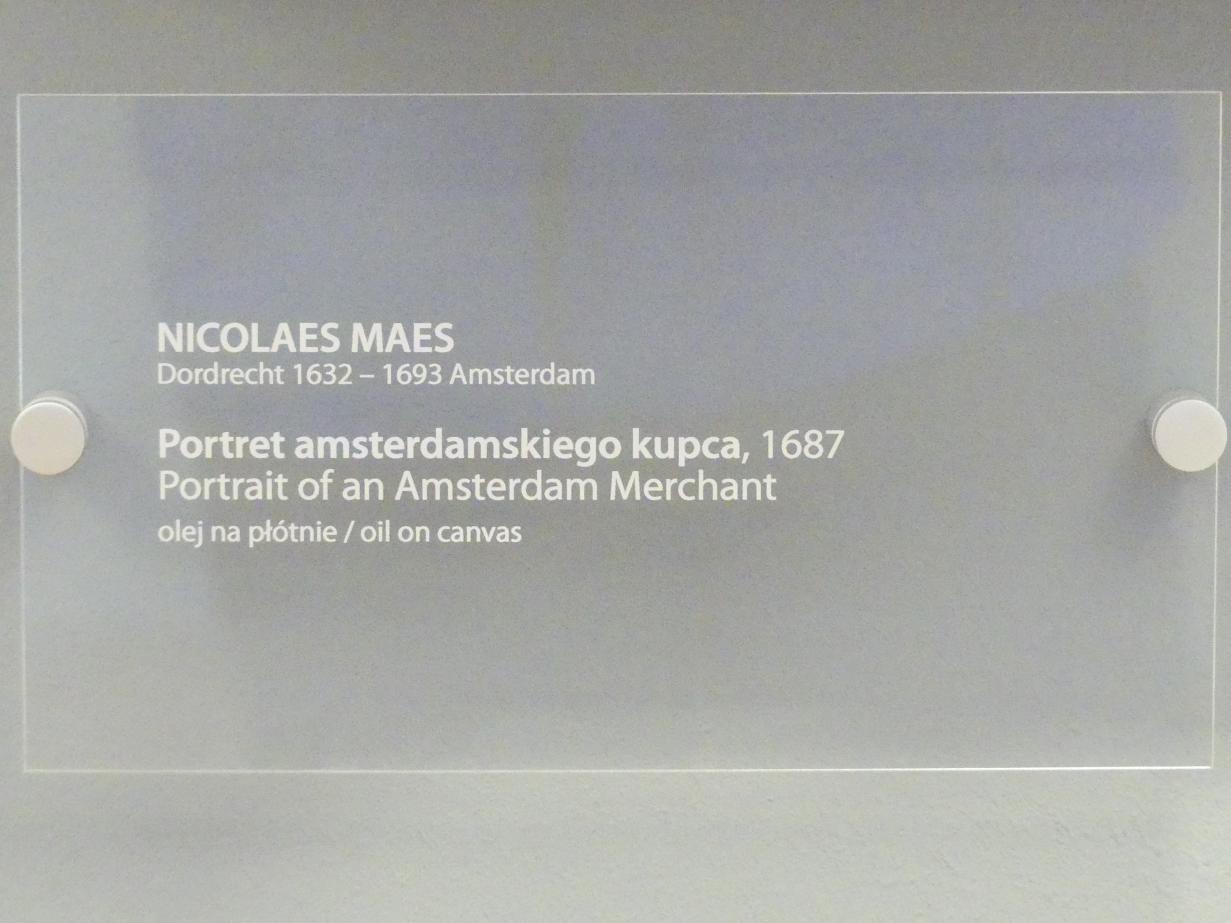 NICOLAES MAES
Dordrecht 1632 – 1693 Amsterdam
Portret amsterdamskiego kupca, 1687
Portrait of an Amsterdam Merchant
olej na płótnie / oil on canvas